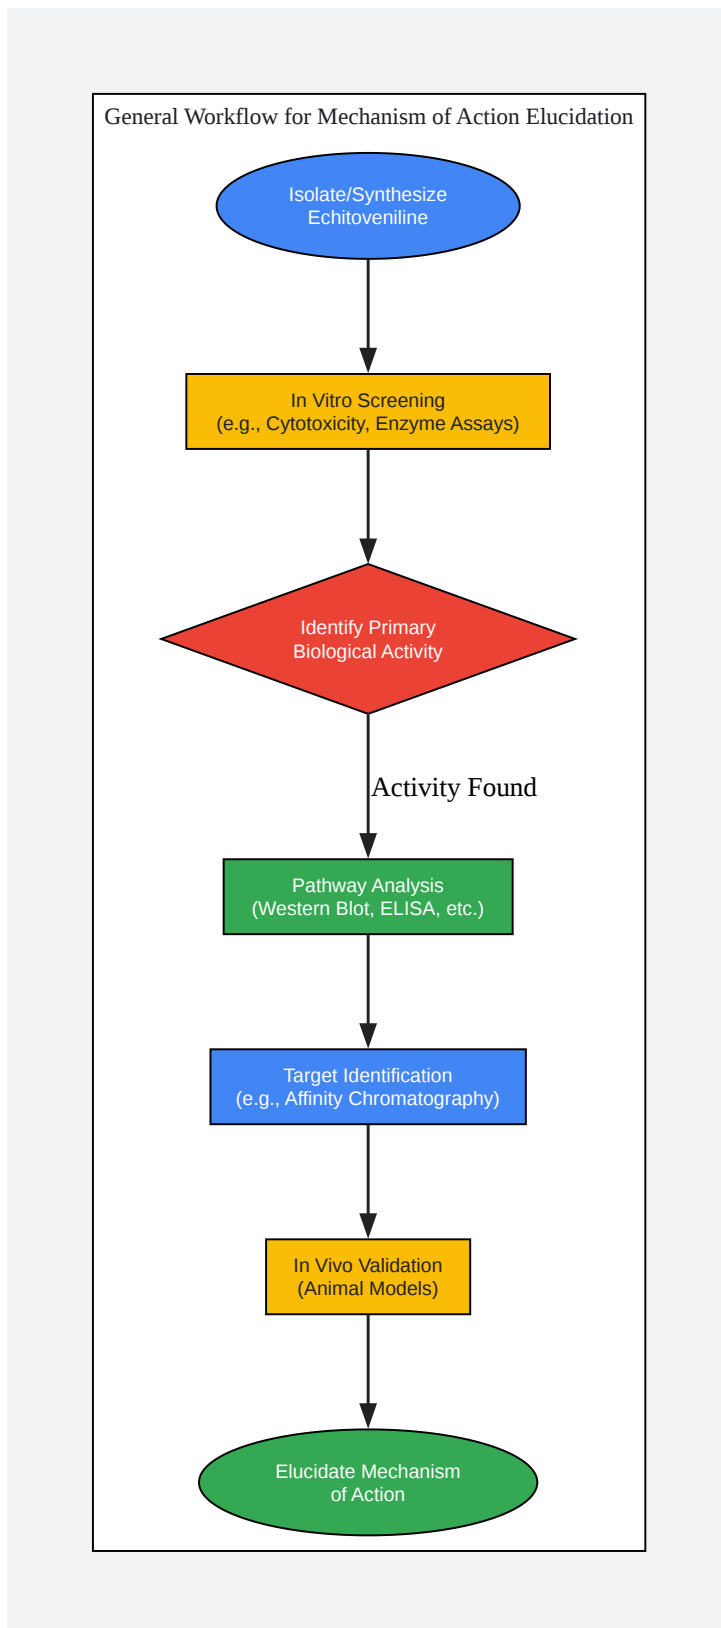 General Workflow for Mechanism of Action Elucidation
Isolate/Synthesize
Echitoveniline
In Vitro Screening
(e.g., Cytotoxicity, Enzyme Assays)
Identify Primary
Biological Activity
Activity Found
Pathway Analysis
(Western Blot, ELISA, etc.)
Target Identification
(e.g., Affinity Chromatography)
In Vivo Validation
(Animal Models)
Elucidate Mechanism
of Action